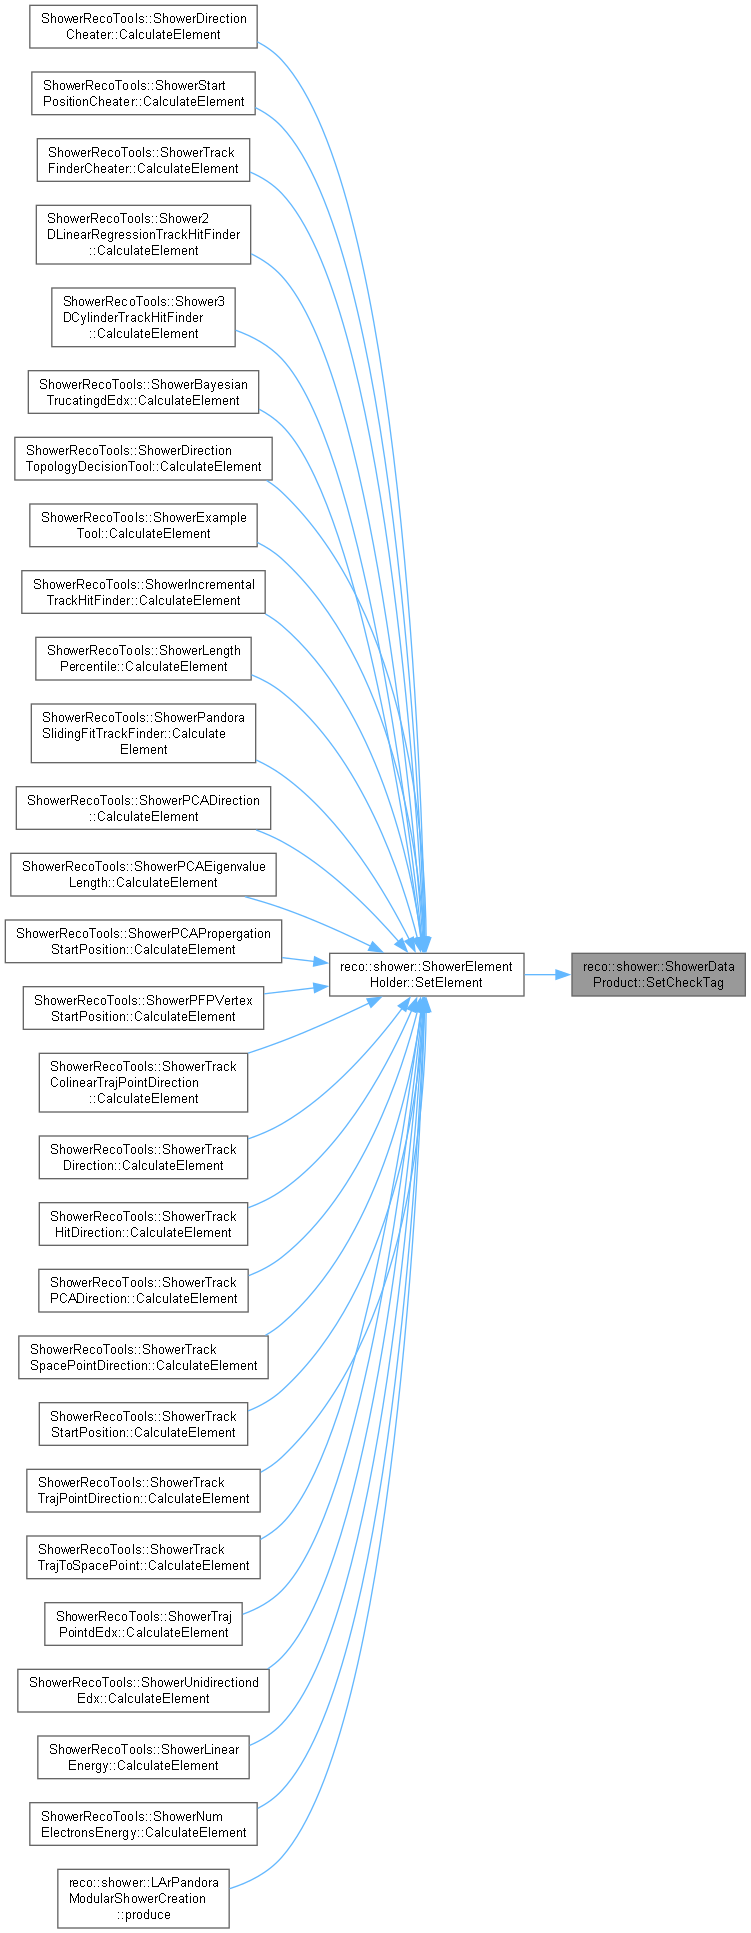 ShowerRecoTools::ShowerDirection
Cheater::CalculateElement
ShowerRecoTools::ShowerStart
PositionCheater::CalculateElement
ShowerRecoTools::ShowerTrack
FinderCheater::CalculateElement
ShowerRecoTools::Shower2
DLinearRegressionTrackHitFinder
::CalculateElement
ShowerRecoTools::Shower3
DCylinderTrackHitFinder
::CalculateElement
ShowerRecoTools::ShowerBayesian
TrucatingdEdx::CalculateElement
ShowerRecoTools::ShowerDirection
TopologyDecisionTool::CalculateElement
ShowerRecoTools::ShowerExample
Tool::CalculateElement
ShowerRecoTools::ShowerIncremental
TrackHitFinder::CalculateElement
ShowerRecoTools::ShowerLength
Percentile::CalculateElement
ShowerRecoTools::ShowerPandora
SlidingFitTrackFinder::Calculate
Element
ShowerRecoTools::ShowerPCADirection
::CalculateElement
ShowerRecoTools::ShowerPCAEigenvalue
Length::CalculateElement
ShowerRecoTools::ShowerPCAPropergation
StartPosition::CalculateElement
reco::shower::ShowerElement
Holder::SetElement
reco::shower::ShowerData
Product::SetCheckTag
ShowerRecoTools::ShowerPFPVertex
StartPosition::CalculateElement
ShowerRecoTools::ShowerTrack
ColinearTrajPointDirection
::CalculateElement
ShowerRecoTools::ShowerTrack
Direction::CalculateElement
ShowerRecoTools::ShowerTrack
HitDirection::CalculateElement
ShowerRecoTools::ShowerTrack
PCADirection::CalculateElement
ShowerRecoTools::ShowerTrack
SpacePointDirection::CalculateElement
ShowerRecoTools::ShowerTrack
StartPosition::CalculateElement
ShowerRecoTools::ShowerTrack
TrajPointDirection::CalculateElement
ShowerRecoTools::ShowerTrack
TrajToSpacePoint::CalculateElement
ShowerRecoTools::ShowerTraj
PointdEdx::CalculateElement
ShowerRecoTools::ShowerUnidirectiond
Edx::CalculateElement
ShowerRecoTools::ShowerLinear
Energy::CalculateElement
ShowerRecoTools::ShowerNum
ElectronsEnergy::CalculateElement
reco::shower::LArPandora
ModularShowerCreation
::produce